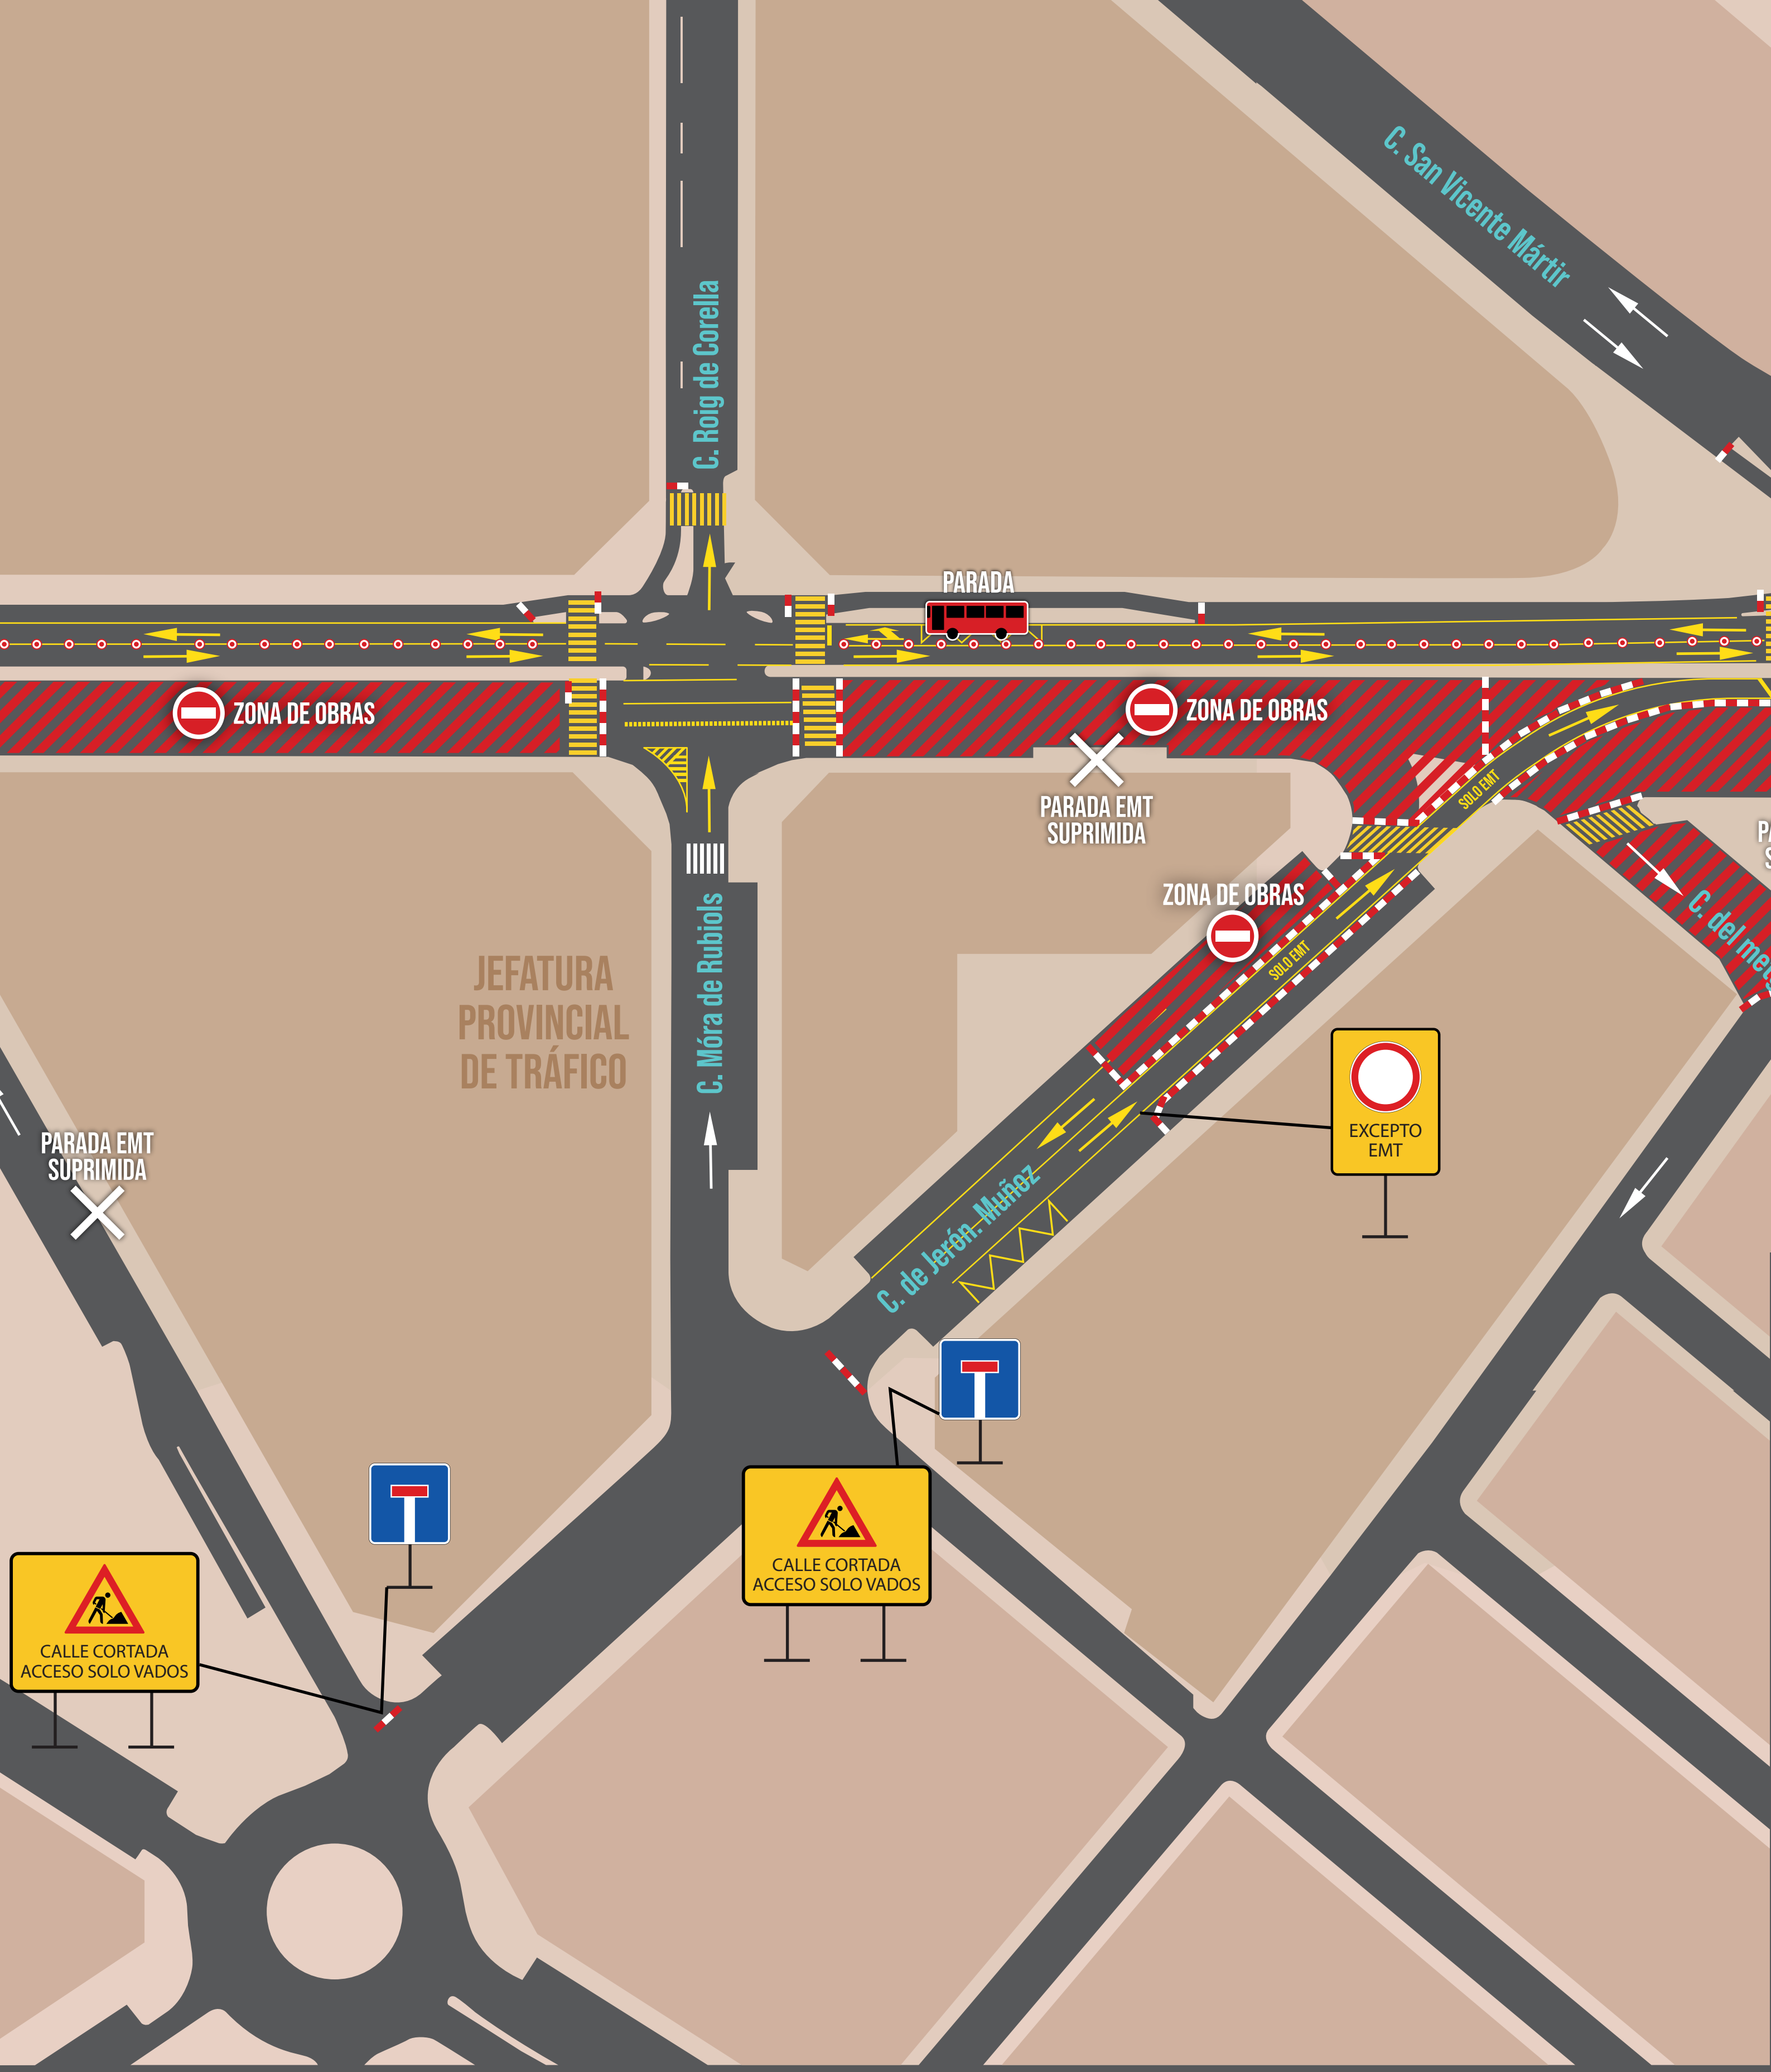 C. San Vicente Mártir
C. Roig de Corella
PARADA
ZONA DE OBRAS
ZONA DE OBRAS
PARADA EMT
SUPRIMIDA
SOLO EMT
ZONA DE OBRAS
SOLO EMT
C. del
JEFATURA
PROVINCIAL
DE TRÁFICO
C. Móra de Rubiols
EXCEPTO
EMT
PARADA EMT
SUPRIMIDA
C. de Jerón. Muñoz
CALLE CORTADA
ACCESO SOLO VADOS
CALLE CORTADA
ACCESO SOLO VADOS